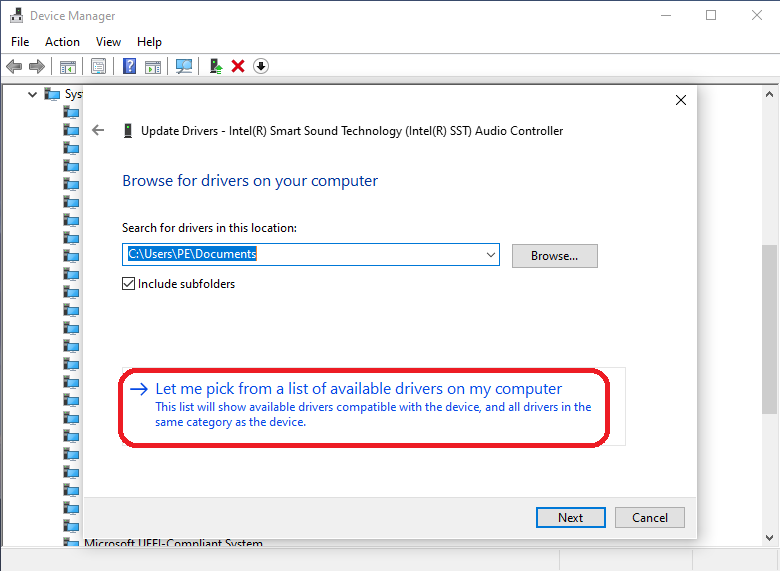 Device Manager
File Action View Help
Sys
Update Drivers - Intel(R) Smart Sound Technology (Intel(R) SST) Audio Controller
Browse for drivers on your computer
Search for drivers in this location:
C:\Users\PE\Documents
Browse...
Include subfolders
Let me pick from a list of available drivers on my computer
This list will show available drivers compatible with the device, and all drivers in the
same category as the device.
Next
Cancel
Microsoft UEFI-Compliant System